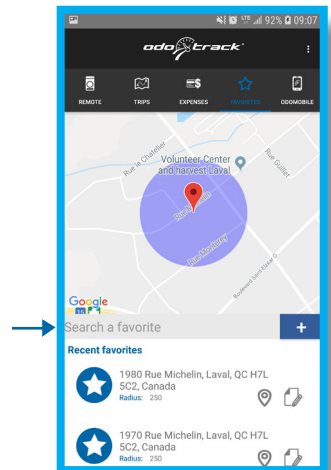 LTE 92% 09:07
odotrack
REMOTE TRIPS EXPENSES FAVORITES ODOMOBILE
Rue le Chatelier
Volunteer Center
and harvest Laval
Rue Guillet
Rue Michelin
Rue Monterey
Boulevard Saint-Elzéar O
Google
Search a favorite +
Recent favorites
1980 Rue Michelin, Laval, QC H7L
5C2, Canada
Radius: 250
1970 Rue Michelin, Laval, QC H7L
5C2, Canada
Radius: 250